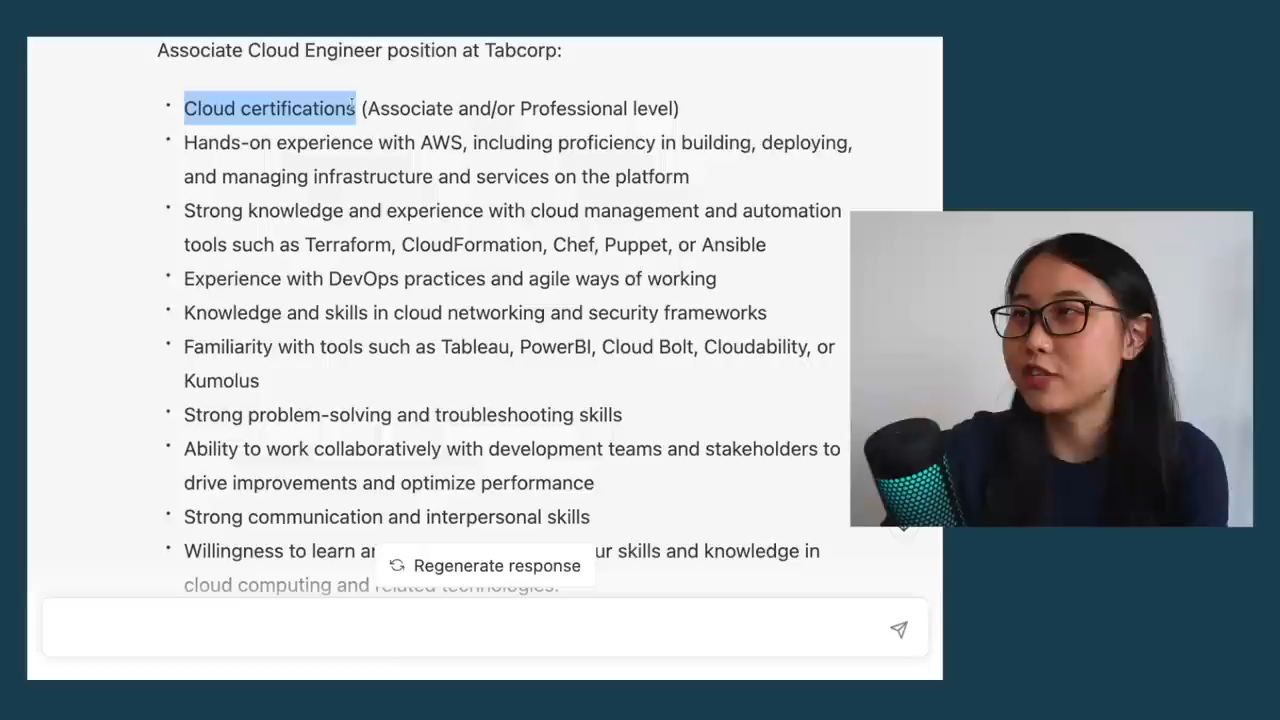 Associate Cloud Engineer position at Tabcorp:
• Cloud certifications (Associate and/or Professional level)
• Hands-on experience with AWS, including proficiency in building, deploying,
and managing infrastructure and services on the platform
• Strong knowledge and experience with cloud management and automation
tools such as Terraform, CloudFormation, Chef, Puppet, or Ansible
• Experience with DevOps practices and agile ways of working
• Knowledge and skills in cloud networking and security frameworks
• Familiarity with tools such as Tableau, PowerBI, Cloud Bolt, Cloudability, or
Kumolus
• Strong problem-solving and troubleshooting skills
• Ability to work collaboratively with development teams and stakeholders to
drive improvements and optimize performance
• Strong communication and interpersonal skills
• Willingness to learn skills and knowledge in
Regenerate response
cloud computing and related technologies.